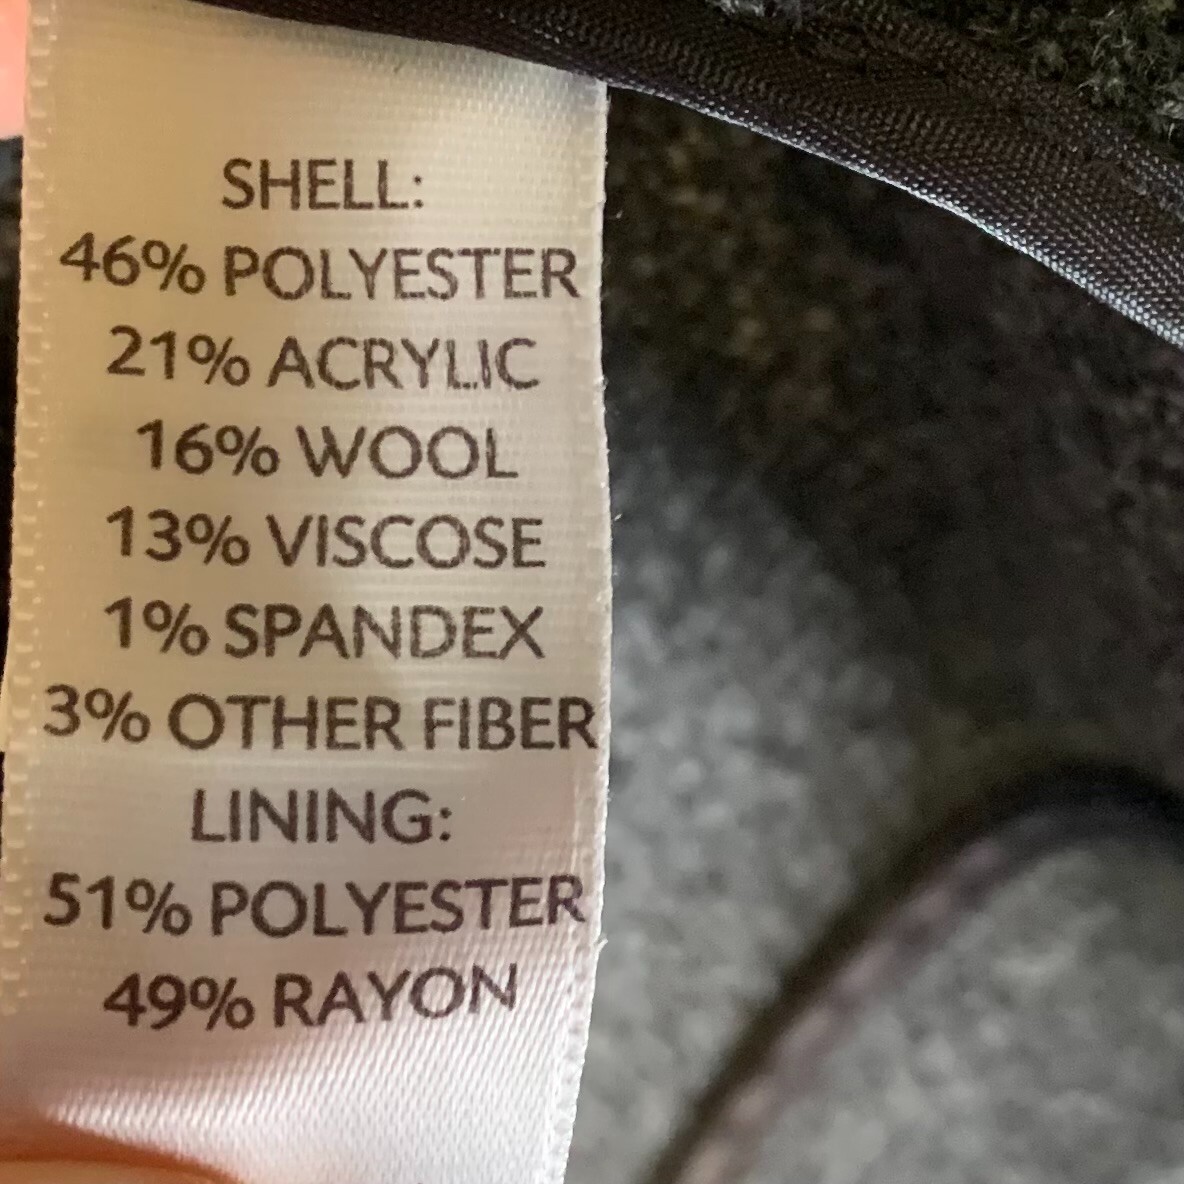 SHELL:
46% POLYESTER
21% ACRYLIC
16% WOOL
13% VISCOSE
1% SPANDEX
3% OTHER FIBER
LINING:
51% POLYESTER
49% RAYON